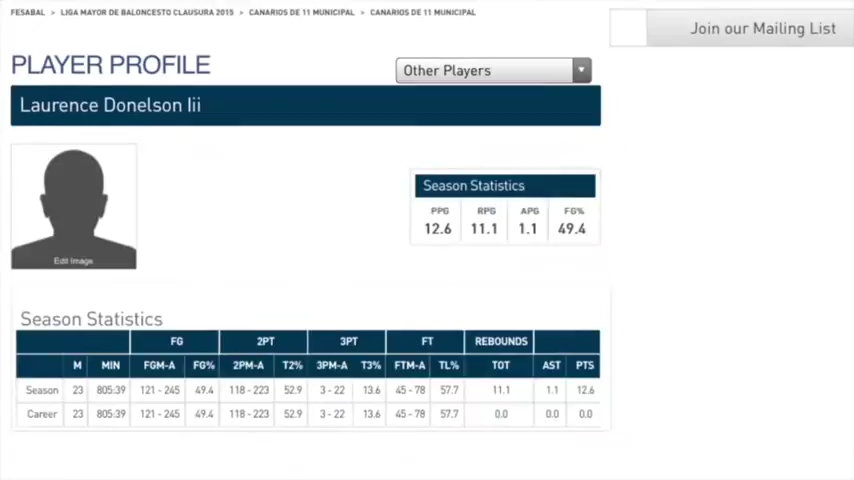 FESABAL > LIGA MAYOR DE BALONCESTO CLAUSURA 2015 > CANARIOS DE 11 MUNICIPAL > CANARIOS DE 11 MUNICIPAL
Join our Mailing List
PLAYER PROFILE
Other Players
Laurence Donelson Iii
Edit Image
Season Statistics
PPG RPG APG FG%
12.6 11.1 1.1 49.4
Season Statistics
FG 2PT 3PT FT REBOUNDS
M MIN FGM-A FG% 2PM-A T2% 3PM-A T3% FTM-A TL% TOT AST PTS
Season 23 805:39 121 - 245 49.4 118 - 223 52.9 3 - 22 13.6 45 - 78 57.7 11.1 1.1 12.6
Career 23 805:39 121 - 245 49.4 118 - 223 52.9 3 - 22 13.6 45 - 78 57.7 0.0 0.0 0.0